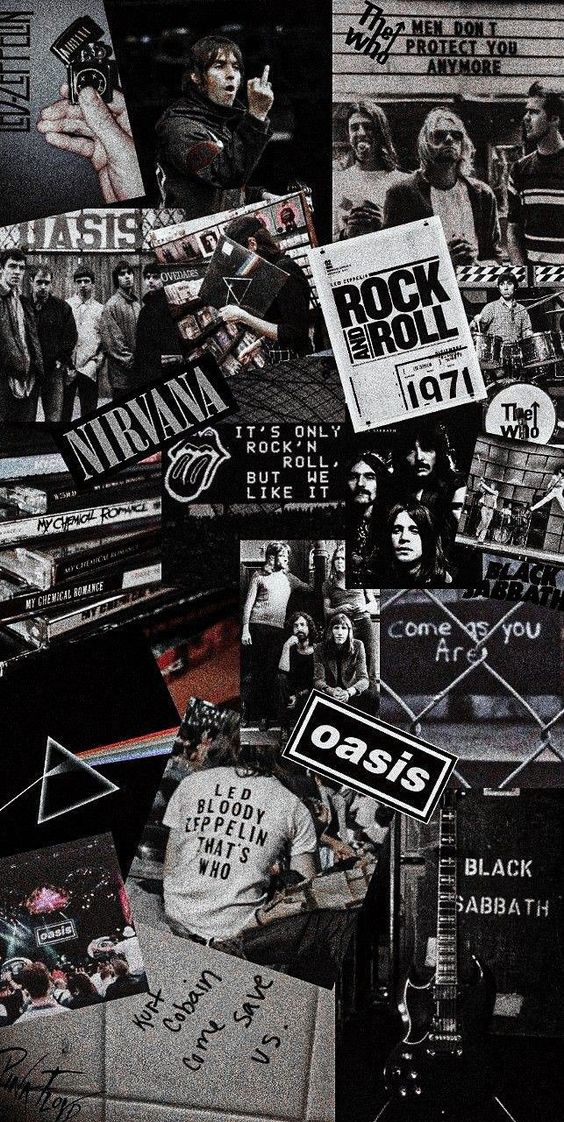 LED-ZEPPELIN
NIRVANA
The Who
MEN DON'T
PROTECT YOU
ANYMORE
OASIS
NOVEDADES
LED ZEPPELIN
ROCK
AND ROLL
1971
The Who
NIRVANA
IT'S ONLY
ROCK'N
ROLL,
BUT WE
LIKE IT
MY CHEMICAL ROMANCE
MY CHEMICAL ROMANCE
MY CHEMICAL ROMANCE
BLACK
SABBATH
come as you
Are
oasis
LED
BLOODY
ZEPPELIN
THAT'S
WHO
BLACK
SABBATH
oasis
Kurt
Cobain
Come save
us.
Pink Floyd